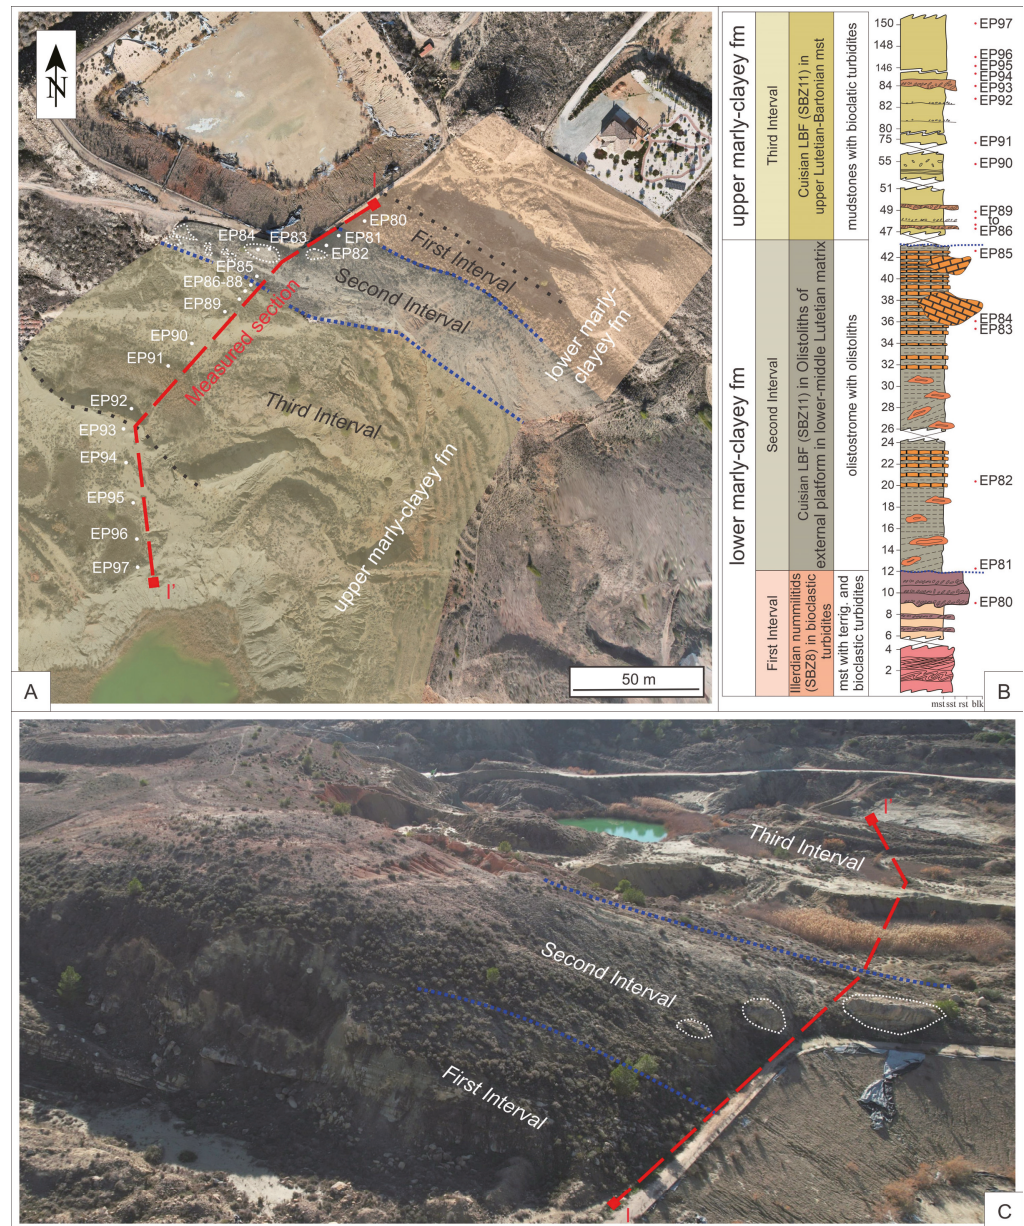 N
I
EP80
EP81
EP82
EP83
EP84
EP85
EP86-88
EP89
EP90
EP91
EP92
EP93
EP94
EP95
EP96
EP97
I'
Measured section
First Interval
Second Interval
Third Interval
lower marly-
clayey fm
upper marly-clayey fm
50 m
A
upper marly-clayey fm
lower marly-clayey fm
Third Interval
Second Interval
First Interval
Cuisian LBF (SBZ11) in
upper Lutetian-Bartonian mst
Cuisian LBF (SBZ11) in Olistoliths of
external platform in lower-middle Lutetian matrix
Illerdian nummulitids
(SBZ8) in bioclastic
turbidites
mudstones with bioclatic turbidites
olistostrome with olistoliths
mst with terrig. and
bioclastic turbidites
150
148
146
84
82
80
75
55
51
49
47
42
40
38
36
34
32
30
28
26
24
22
20
18
16
14
12
10
8
6
4
2
EP97
EP96
EP95
EP94
EP93
EP92
EP91
EP90
EP89
to
EP86
EP85
EP84
EP83
EP82
EP81
EP80
mst sst rst blk
B
I'
Third Interval
Second Interval
First Interval
I
C